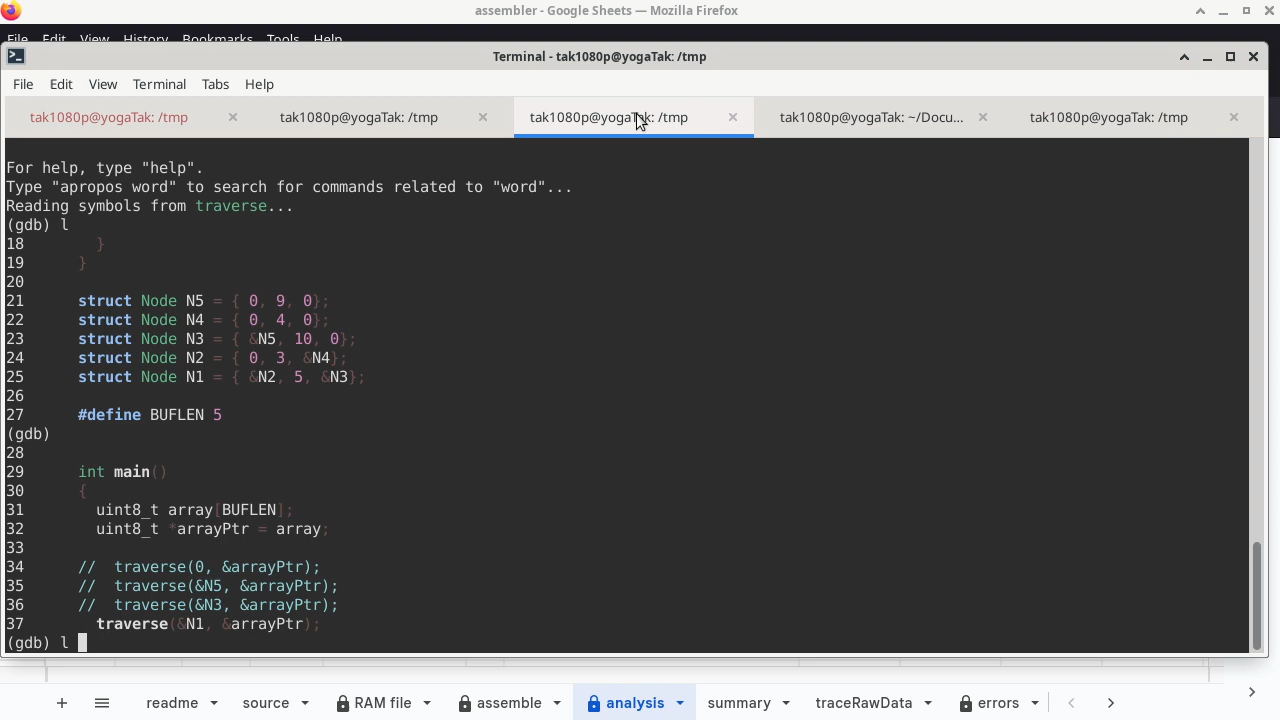 assembler - Google Sheets — Mozilla Firefox
File Edit View History Bookmarks Tools Help
Terminal - tak1080p@yogaTak: /tmp
File Edit View Terminal Tabs Help
tak1080p@yogaTak: /tmp tak1080p@yogaTak: /tmp tak1080p@yogaTak: /tmp tak1080p@yogaTak: ~/Docu... tak1080p@yogaTak: /tmp
For help, type "help".
Type "apropos word" to search for commands related to "word"...
Reading symbols from traverse...
(gdb) l
18 }
19 }
20
21 struct Node N5 = { 0, 9, 0};
22 struct Node N4 = { 0, 4, 0};
23 struct Node N3 = { &N5, 10, 0};
24 struct Node N2 = { 0, 3, &N4};
25 struct Node N1 = { &N2, 5, &N3};
26
27 #define BUFLEN 5
(gdb)
28
29 int main()
30 {
31 uint8_t array[BUFLEN];
32 uint8_t *arrayPtr = array;
33
34 // traverse(0, &arrayPtr);
35 // traverse(&N5, &arrayPtr);
36 // traverse(&N3, &arrayPtr);
37 traverse(&N1, &arrayPtr);
(gdb) l
readme source RAM file assemble analysis summary traceRawData errors